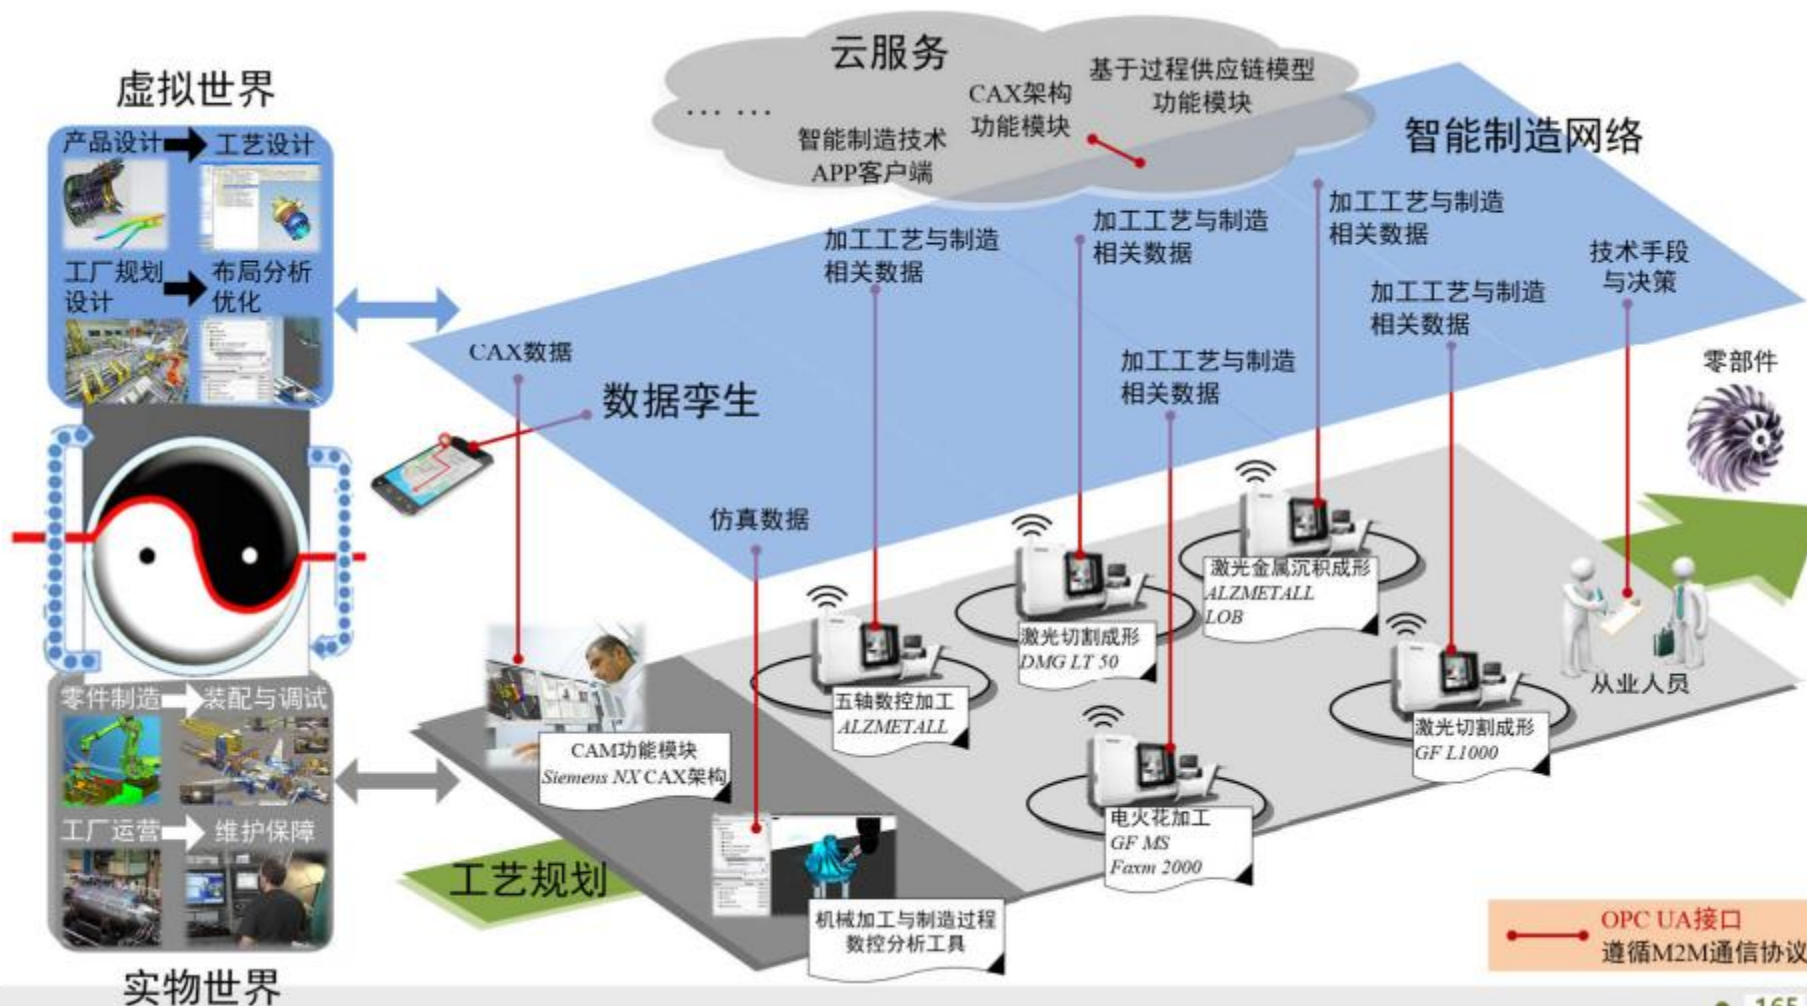 云服务
基于过程供应链模型
功能模块
CAX架构
功能模块
... ...
智能制造技术
APP客户端
虚拟世界
产品设计
工艺设计
工厂规划
设计
布局分析
优化
智能制造网络
加工工艺与制造
相关数据
加工工艺与制造
相关数据
加工工艺与制造
相关数据
加工工艺与制造
相关数据
技术手段
与决策
CAX数据
数据孪生
加工工艺与制造
相关数据
零部件
仿真数据
激光金属沉积成形
ALZMETALL
LOB
激光切割成形
DMG LT 50
五轴数控加工
ALZMETALL
从业人员
激光切割成形
GF L1000
零件制造
装配与调试
CAM功能模块
Siemens NX CAX架构
电火花加工
GF MS
Faxm 2000
工厂运营
维护保障
工艺规划
机械加工与制造过程
数控分析工具
OPC UA接口
遵循M2M通信协议
实物世界
165